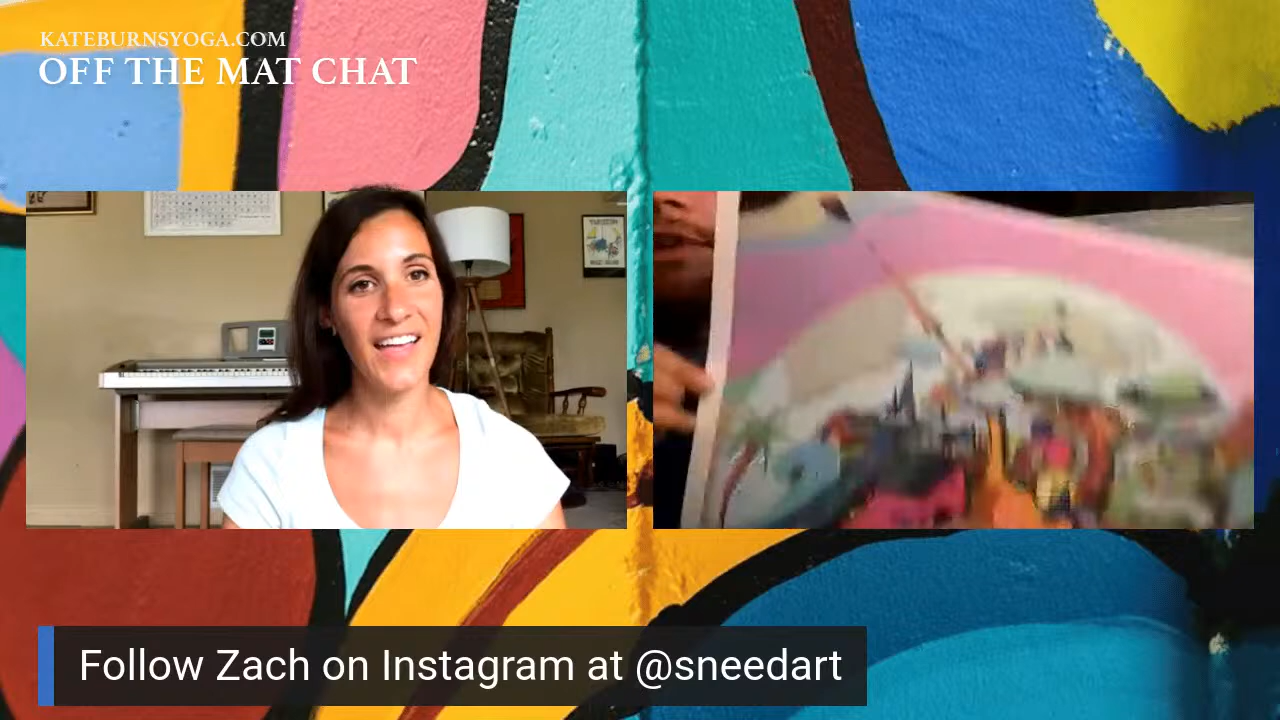 KATEBURNSYOGA.COM
OFF THE MAT CHAT
Follow Zach on Instagram at @sneedart